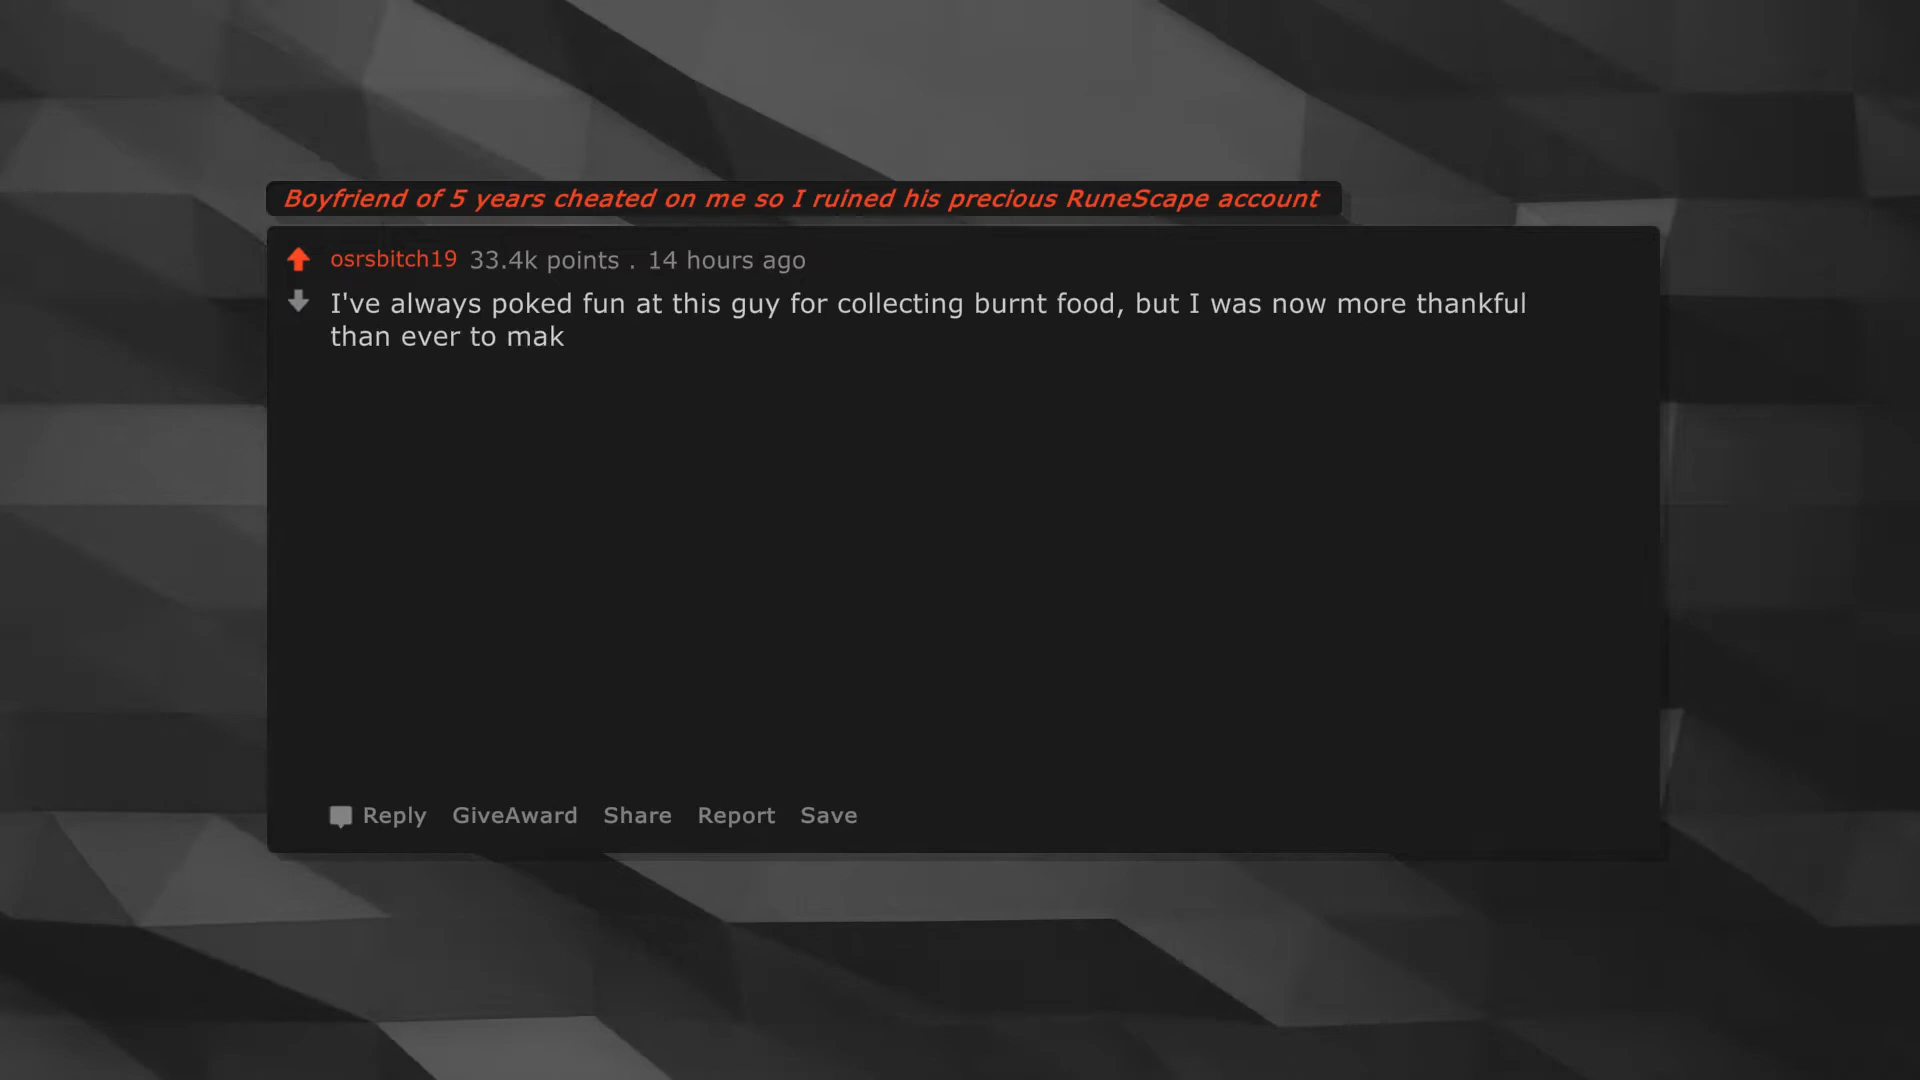 Boyfriend of 5 years cheated on me so I ruined his precious RuneScape account
osrsbitch19 33.4k points . 14 hours ago
I've always poked fun at this guy for collecting burnt food, but I was now more thankful
than ever to mak
Reply GiveAward Share Report Save